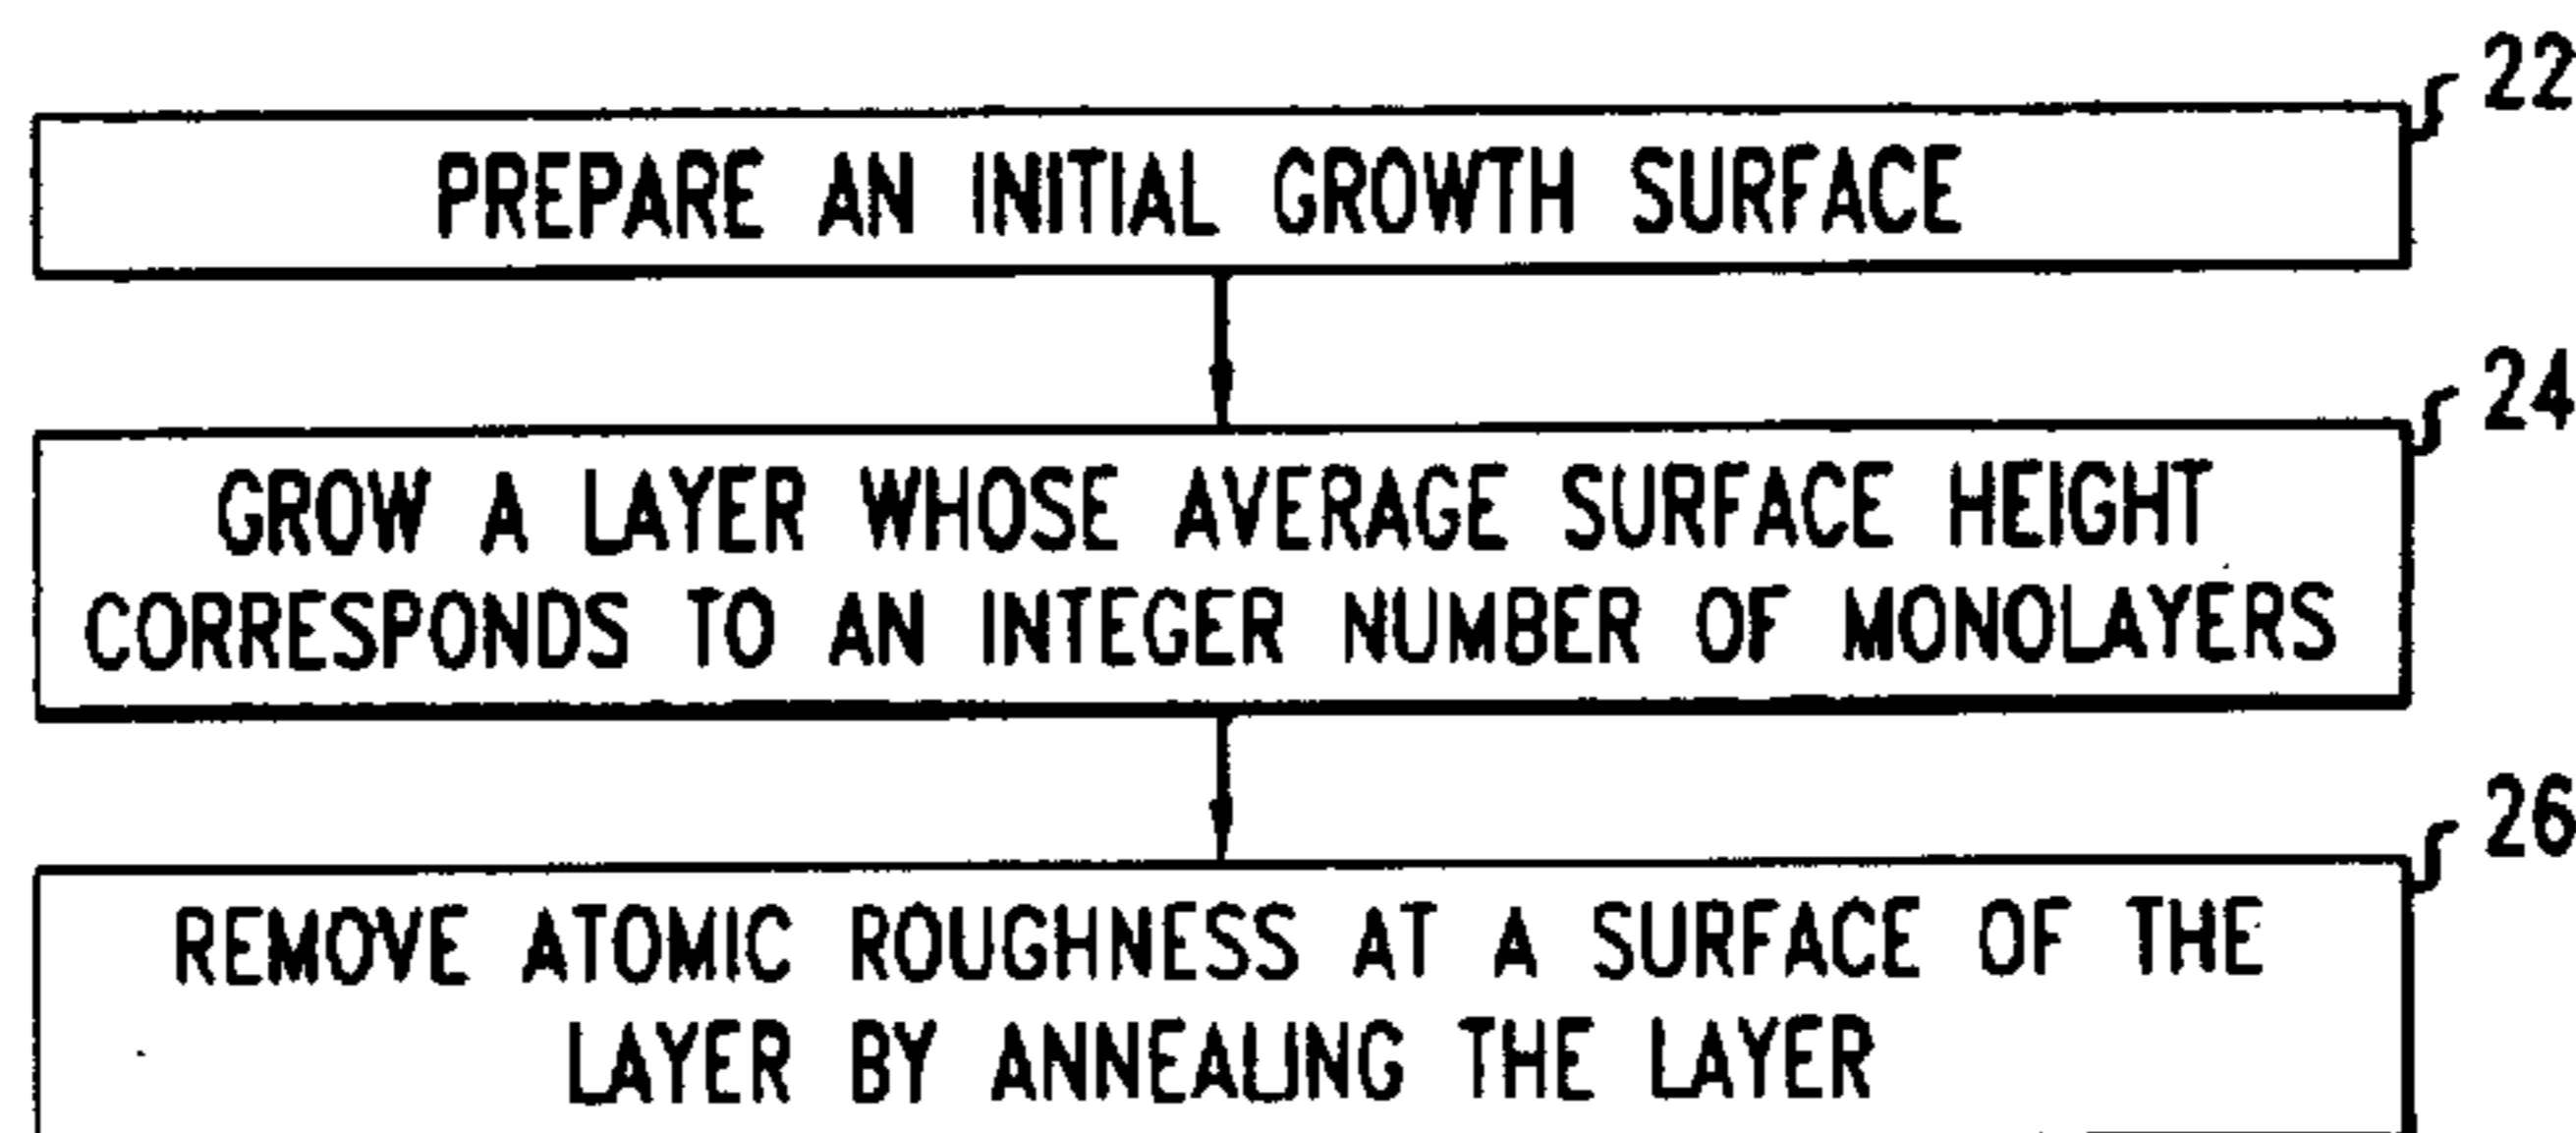 22
PREPARE AN INITIAL GROWTH SURFACE
24
GROW A LAYER WHOSE AVERAGE SURFACE HEIGHT
CORRESPONDS TO AN INTEGER NUMBER OF MONOLAYERS
26
REMOVE ATOMIC ROUGHNESS AT A SURFACE OF THE
LAYER BY ANNEALING THE LAYER